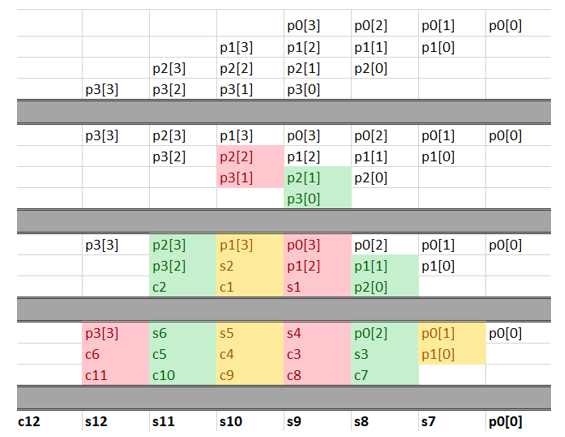 p0[3] p0[2] p0[1] p0[0]
p1[3] p1[2] p1[1] p1[0]
p2[3] p2[2] p2[1] p2[0]
p3[3] p3[2] p3[1] p3[0]
p3[3] p2[3] p1[3] p0[3] p0[2] p0[1] p0[0]
p3[2] p2[2] p1[2] p1[1] p1[0]
p3[1] p2[1] p2[0]
p3[0]
p3[3] p2[3] p1[3] p0[3] p0[2] p0[1] p0[0]
p3[2] s2 p1[2] p1[1] p1[0]
c2 c1 s1 p2[0]
p3[3] s6 s5 s4 p0[2] p0[1] p0[0]
c6 c5 c4 c3 s3 p1[0]
c11 c10 c9 c8 c7
c12 s12 s11 s10 s9 s8 s7 p0[0]